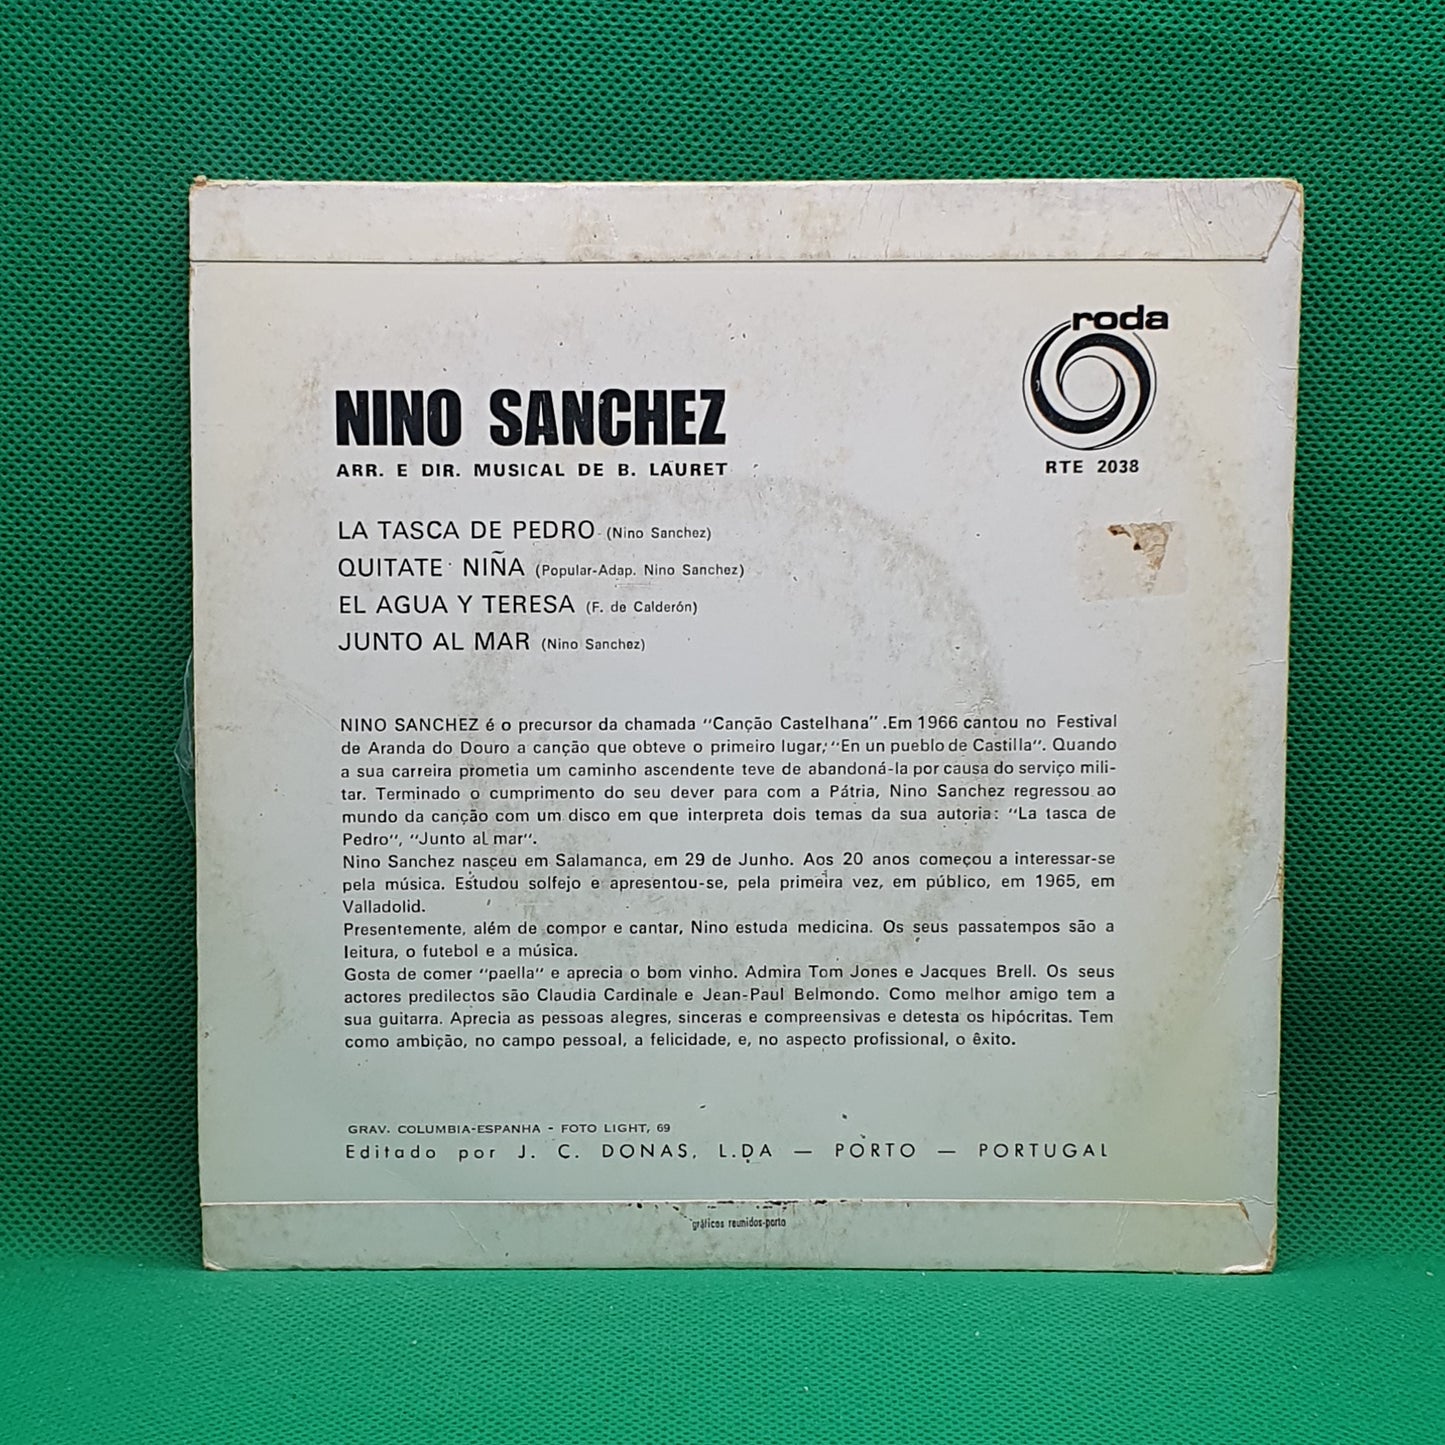 roda
RTE 2038
NINO SANCHEZ
ARR. E DIR. MUSICAL DE B. LAURET
LA TASCA DE PEDRO (Nino Sanchez)
QUITATE NIÑA (Popular-Adap. Nino Sanchez)
EL AGUA Y TERESA (F. de Calderón)
JUNTO AL MAR (Nino Sanchez)
NINO SANCHEZ é o precursor da chamada "Canção Castelhana". Em 1966 cantou no Festival
de Aranda do Douro a canção que obteve o primeiro lugar, "En un pueblo de Castilla". Quando
a sua carreira prometia um caminho ascendente teve de abandoná-la por causa do serviço mili-
tar. Terminado o cumprimento do seu dever para com a Pátria, Nino Sanchez regressou ao
mundo da canção com um disco em que interpreta dois temas da sua autoria: "La tasca de
Pedro", "Junto al mar".
Nino Sanchez nasceu em Salamanca, em 29 de Junho. Aos 20 anos começou a interessar-se
pela música. Estudou solfejo e apresentou-se, pela primeira vez, em público, em 1965, em
Valladolid.
Presentemente, além de compor e cantar, Nino estuda medicina. Os seus passatempos são a
leitura, o futebol e a música.
Gosta de comer "paella" e aprecia o bom vinho. Admira Tom Jones e Jacques Brell. Os seus
actores predilectos são Claudia Cardinale e Jean-Paul Belmondo. Como melhor amigo tem a
sua guitarra. Aprecia as pessoas alegres, sinceras e compreensivas e detesta os hipócritas. Tem
como ambição, no campo pessoal, a felicidade, e, no aspecto profissional, o êxito.
GRAV. COLUMBIA-ESPANHA - FOTO LIGHT, 69
Editado por J. C. DONAS, L.DA — PORTO — PORTUGAL
gráficos reunidos-porto